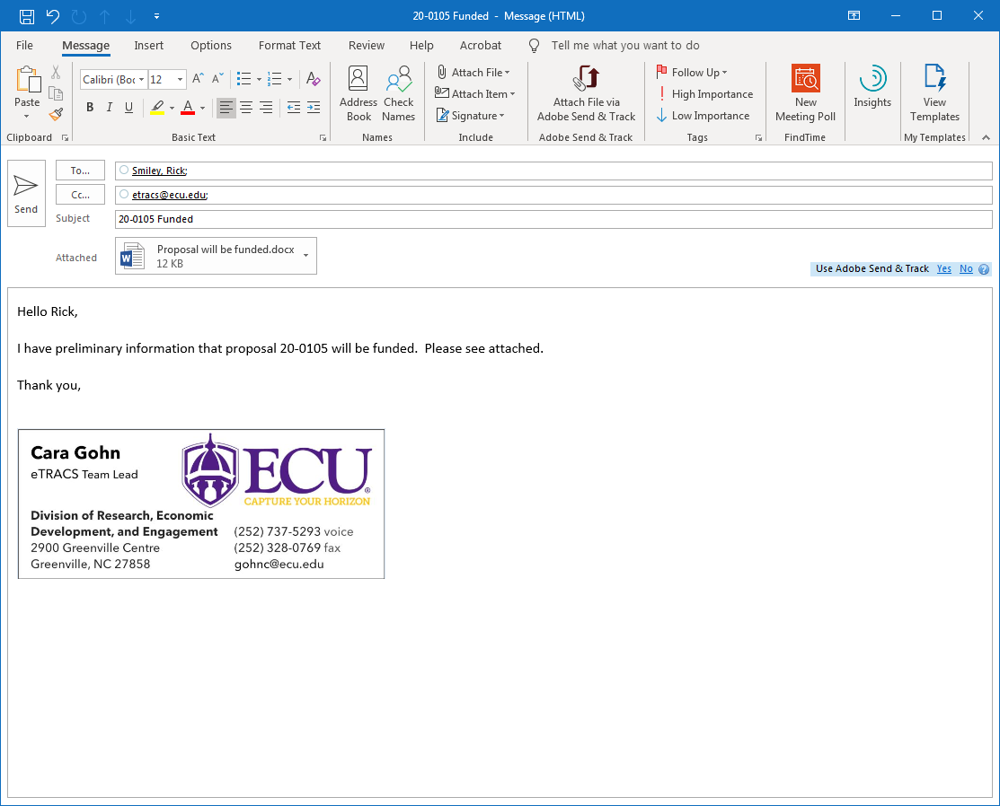 20-0105 Funded - Message (HTML)
File Message Insert Options Format Text Review Help Acrobat Tell me what you want to do
Paste
Clipboard
Calibri (Boc 12
B I U A
Basic Text
Address Book
Check Names
Names
Attach File
Attach Item
Signature
Include
Attach File via
Adobe Send & Track
Adobe Send & Track
Follow Up
High Importance
Low Importance
Tags
New
Meeting Poll
FindTime
Insights
View
Templates
My Templates
Send
To... Smiley, Rick;
Cc... etracs@ecu.edu;
Subject 20-0105 Funded
Attached Proposal will be funded.docx
12 KB
Use Adobe Send & Track Yes No ?
Hello Rick,
I have preliminary information that proposal 20-0105 will be funded.  Please see attached.
Thank you,
Cara Gohn
eTRACS Team Lead
ECU®
CAPTURE YOUR HORIZON
Division of Research, Economic
Development, and Engagement (252) 737-5293 voice
2900 Greenville Centre (252) 328-0769 fax
Greenville, NC 27858 gohnc@ecu.edu